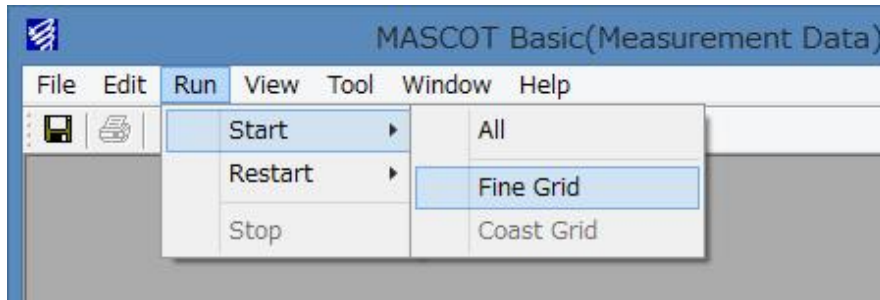 MASCOT Basic(Measurement Data)
File Edit Run View Tool Window Help
Start All
Restart Fine Grid
Stop Coast Grid